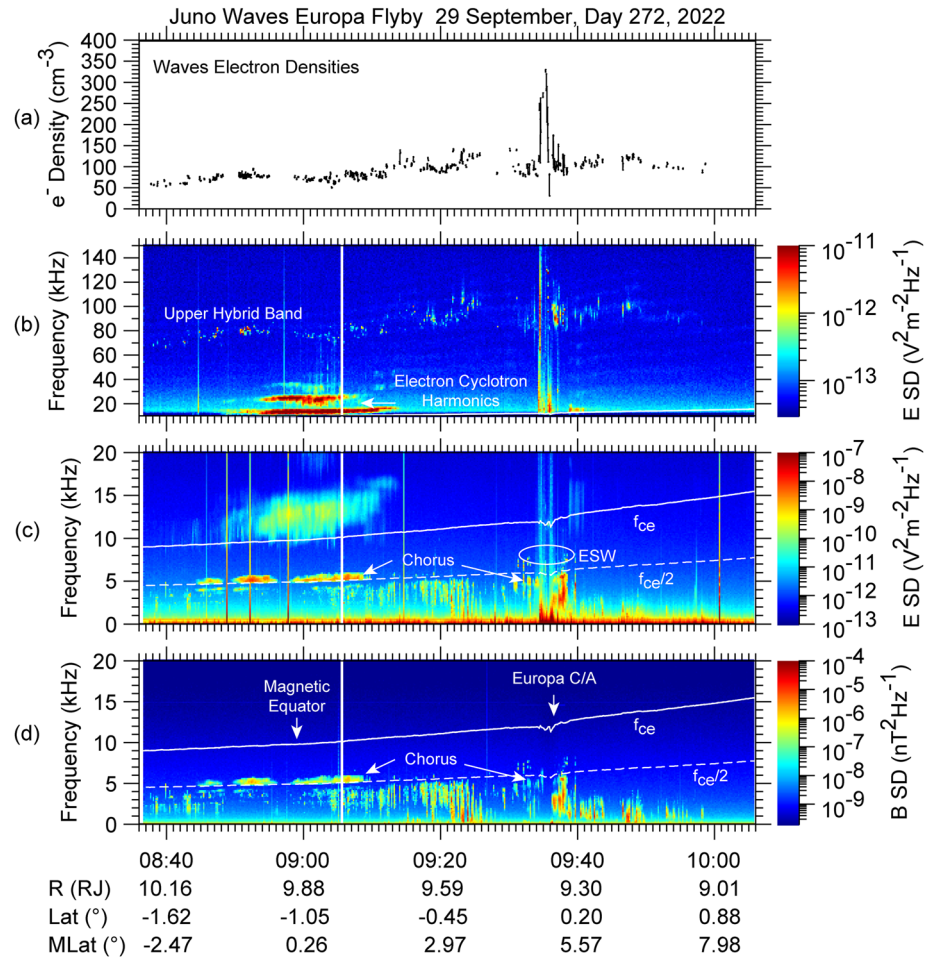 Juno Waves Europa Flyby 29 September, Day 272, 2022
(a)
e⁻ Density (cm⁻³)
400
350
300
250
200
150
100
50
0
Waves Electron Densities
(b)
Frequency (kHz)
140
120
100
80
60
40
20
Upper Hybrid Band
Electron Cyclotron
Harmonics
10⁻¹¹
10⁻¹²
10⁻¹³
E SD (V²m⁻²Hz⁻¹)
(c)
Frequency (kHz)
20
15
10
5
0
Chorus
ESW
f_ce
f_ce/2
10⁻⁷
10⁻⁸
10⁻⁹
10⁻¹⁰
10⁻¹¹
10⁻¹²
10⁻¹³
E SD (V²m⁻²Hz⁻¹)
(d)
Frequency (kHz)
20
15
10
5
0
Magnetic
Equator
Europa C/A
Chorus
f_ce
f_ce/2
10⁻⁴
10⁻⁵
10⁻⁶
10⁻⁷
10⁻⁸
10⁻⁹
B SD (nT²Hz⁻¹)
08:40 09:00 09:20 09:40 10:00
R (RJ) 10.16 9.88 9.59 9.30 9.01
Lat (°) -1.62 -1.05 -0.45 0.20 0.88
MLat (°) -2.47 0.26 2.97 5.57 7.98